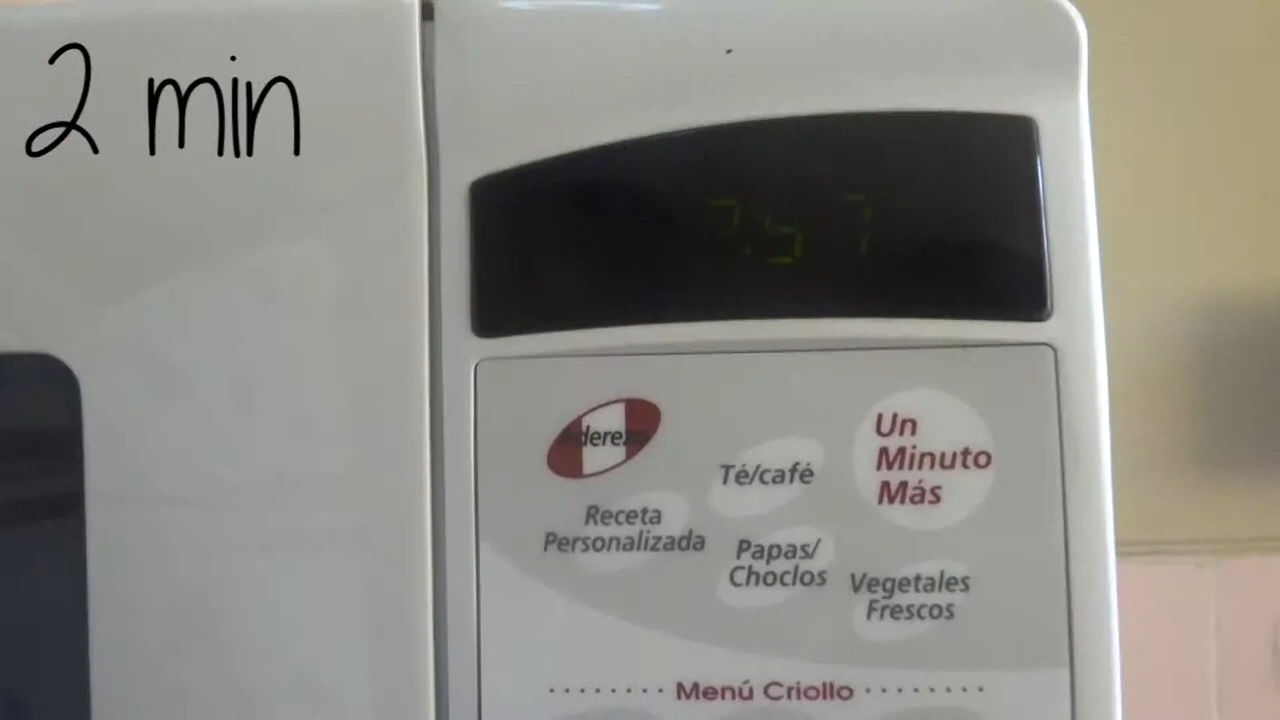 2 min
Aderezo
Té/café
Un
Minuto
Más
Receta
Personalizada
Papas/
Choclos
Vegetales
Frescos
Menú Criollo